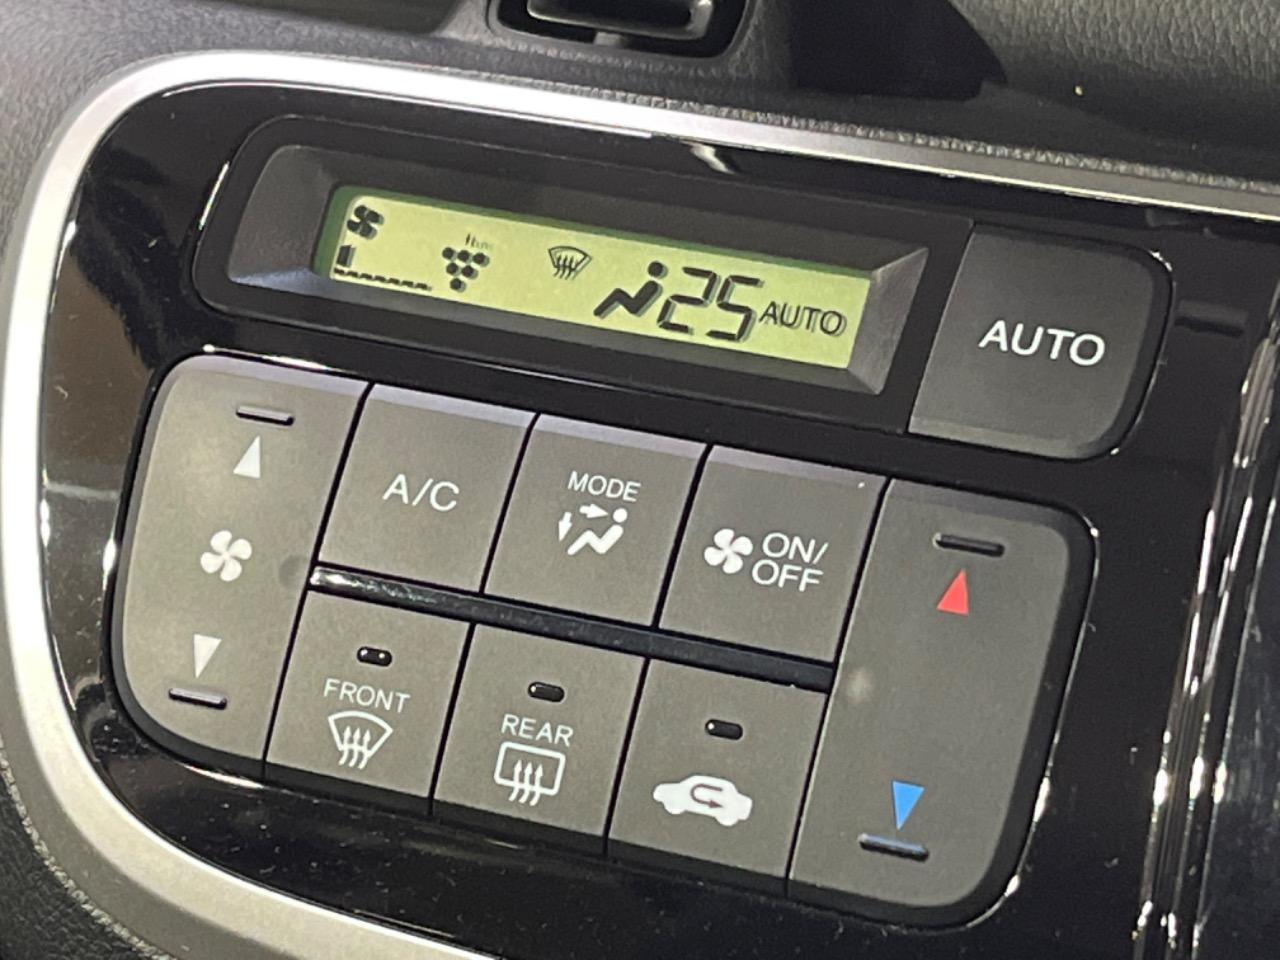 25 AUTO
AUTO
A/C
MODE
ON/
OFF
FRONT
REAR